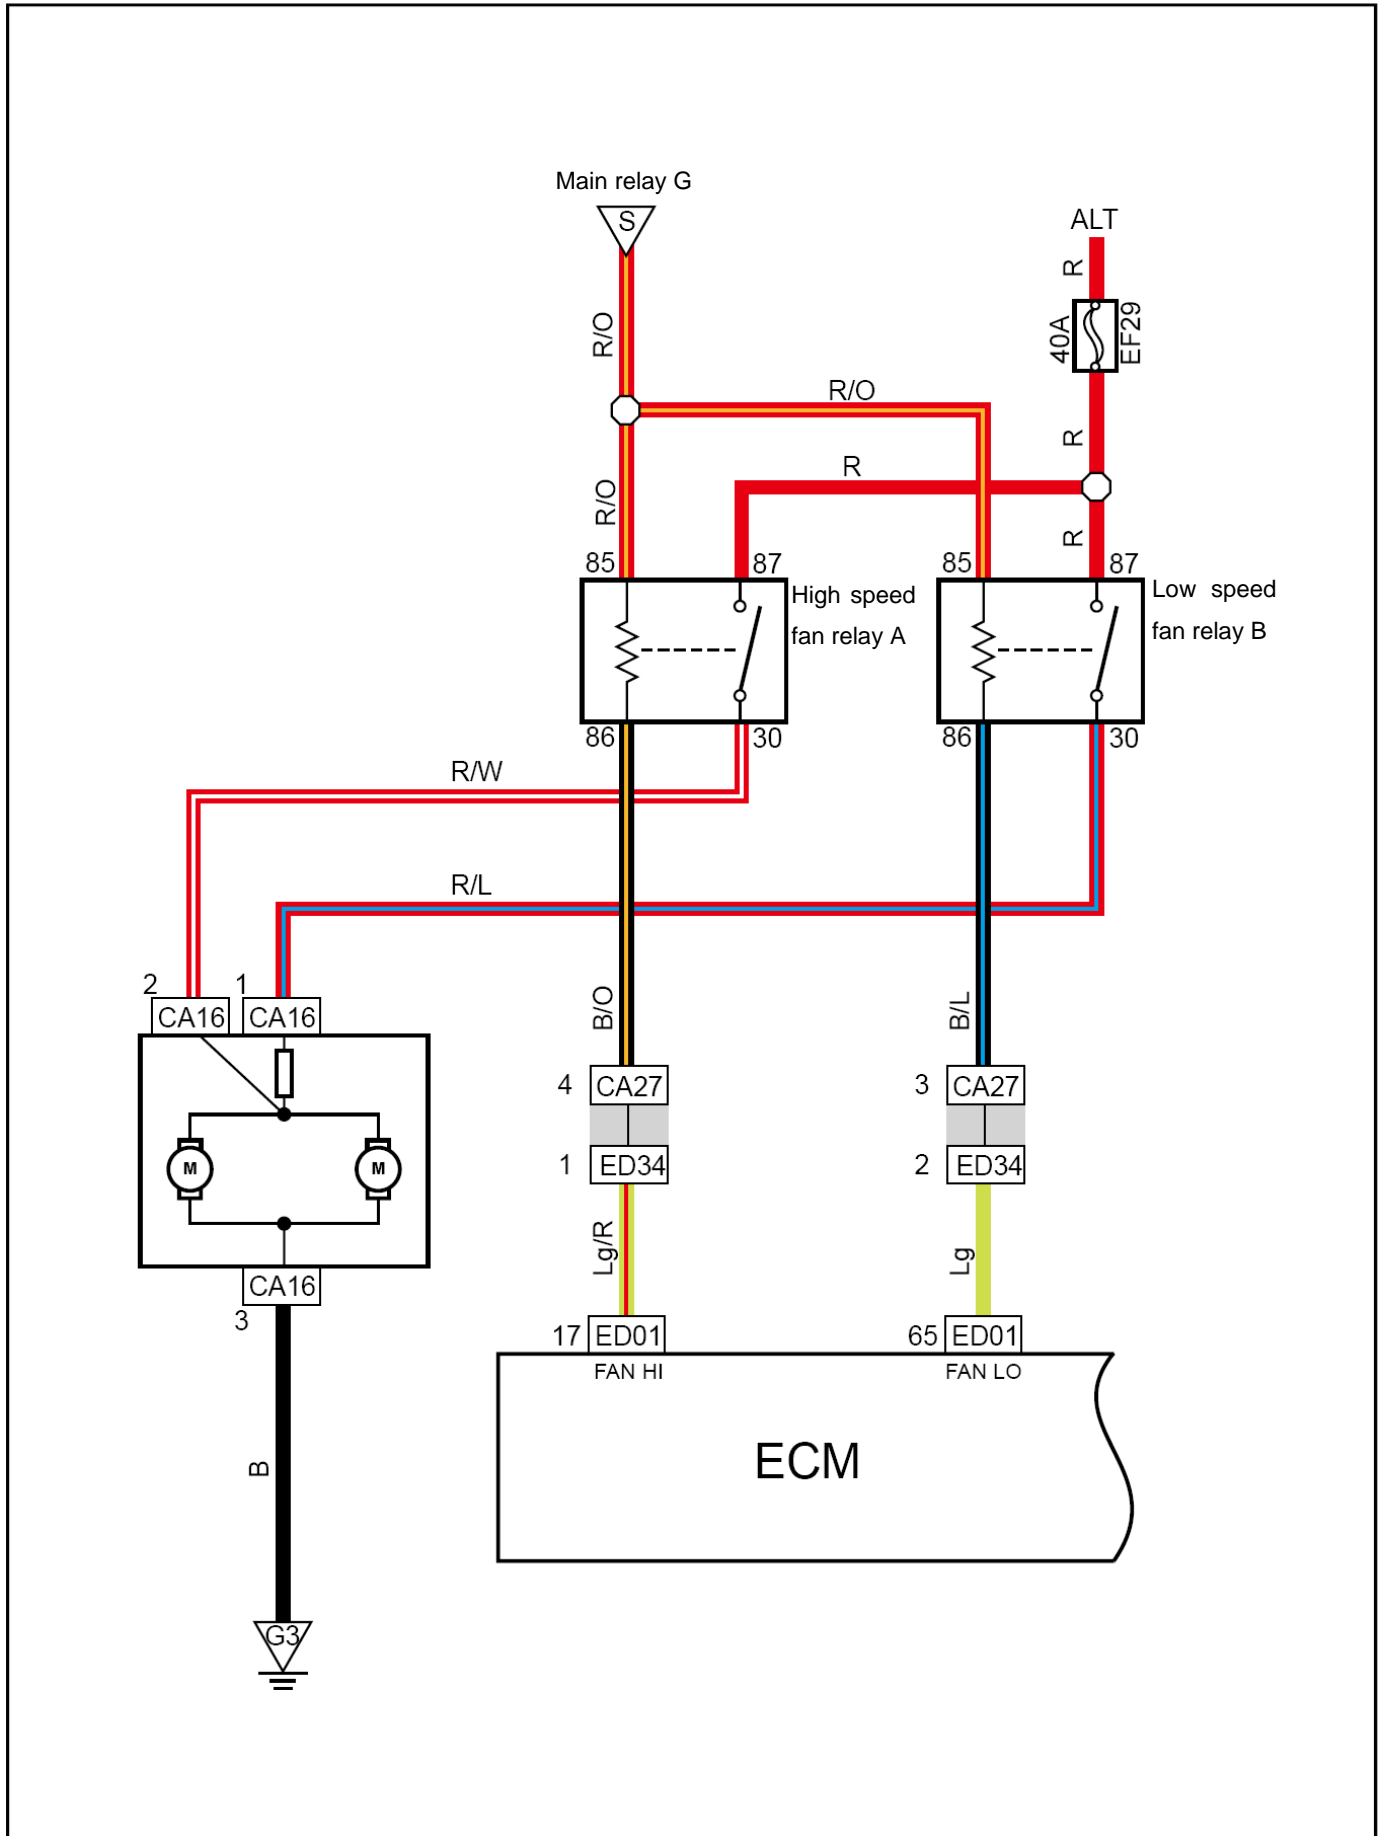 Main relay G
S
ALT
R
R/O
40A
EF29
R/O
R
R
R/O
R
85
87
85
87
High speed
fan relay A
Low speed
fan relay B
86
30
86
30
R/W
R/L
2
1
CA16
CA16
B/O
B/L
4
CA27
3
CA27
M
M
1
ED34
2
ED34
Lg/R
Lg
CA16
3
17
ED01
65
ED01
FAN HI
FAN LO
ECM
B
G3